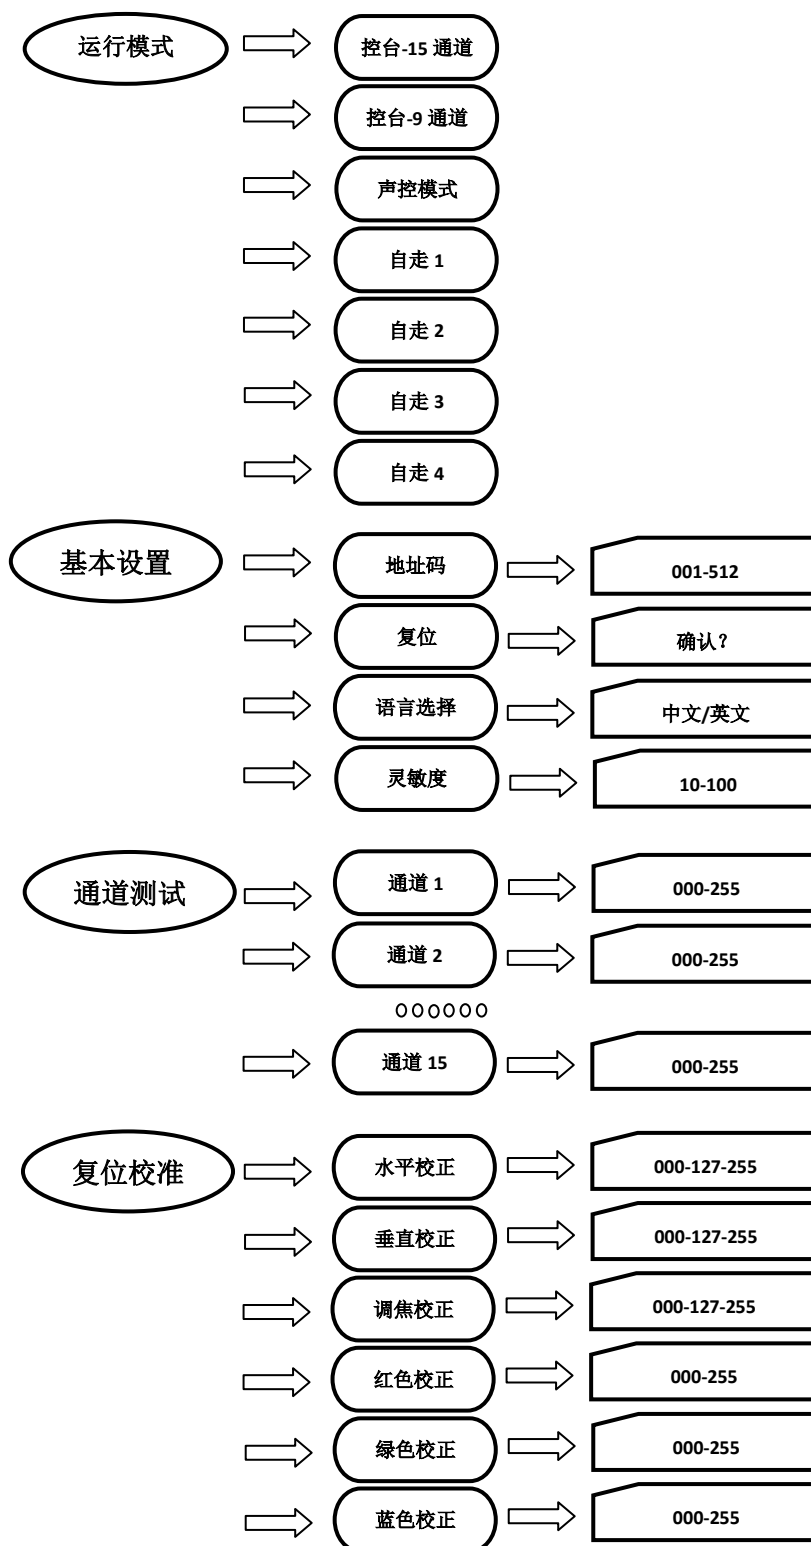 运行模式
控台-15 通道
控台-9 通道
声控模式
自走 1
自走 2
自走 3
自走 4
基本设置
地址码
001-512
复位
确认？
语言选择
中文/英文
灵敏度
10-100
通道测试
通道 1
000-255
通道 2
000-255
通道 15
000-255
复位校准
水平校正
000-127-255
垂直校正
000-127-255
调焦校正
000-127-255
红色校正
000-255
绿色校正
000-255
蓝色校正
000-255